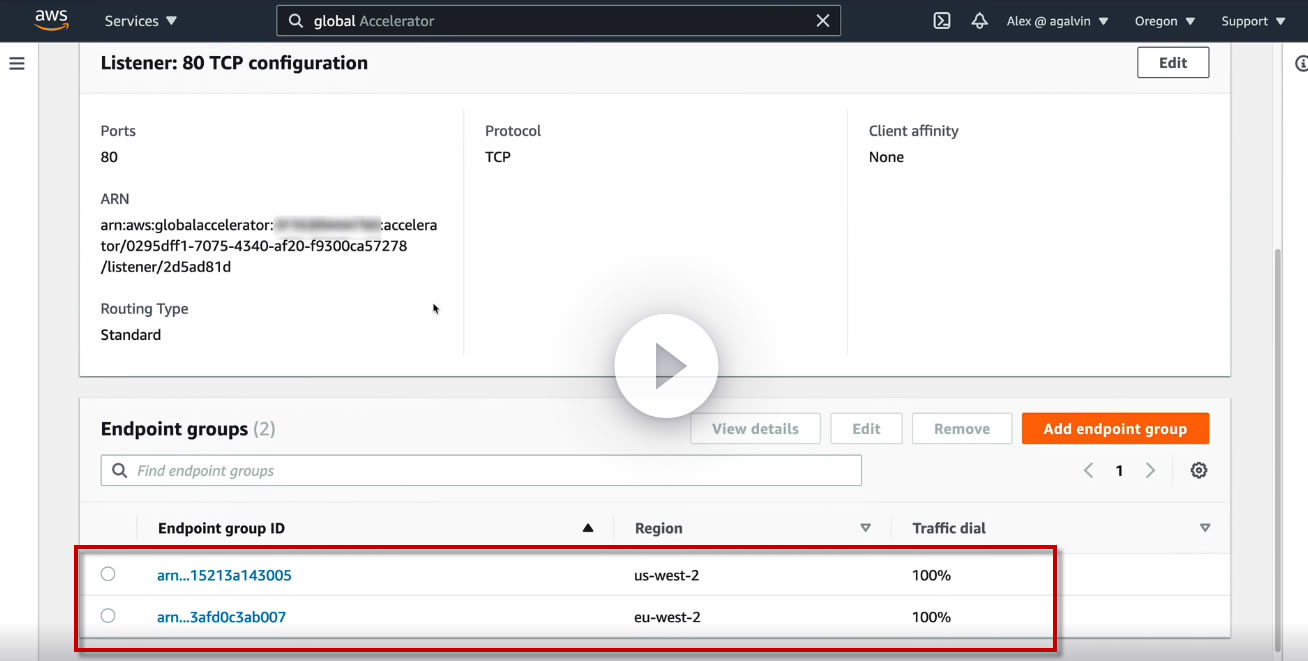 aws Services global Accelerator Alex @ agalvin Oregon Support
Listener: 80 TCP configuration Edit
Ports Protocol Client affinity
80 TCP None
ARN
arn:aws:globalaccelerator: :accelera
tor/0295dff1-7075-4340-af20-f9300ca57278
/listener/2d5ad81d
Routing Type
Standard
Endpoint groups (2) View details Edit Remove Add endpoint group
Find endpoint groups 1
Endpoint group ID Region Traffic dial
arn...15213a143005 us-west-2 100%
arn...3afd0c3ab007 eu-west-2 100%